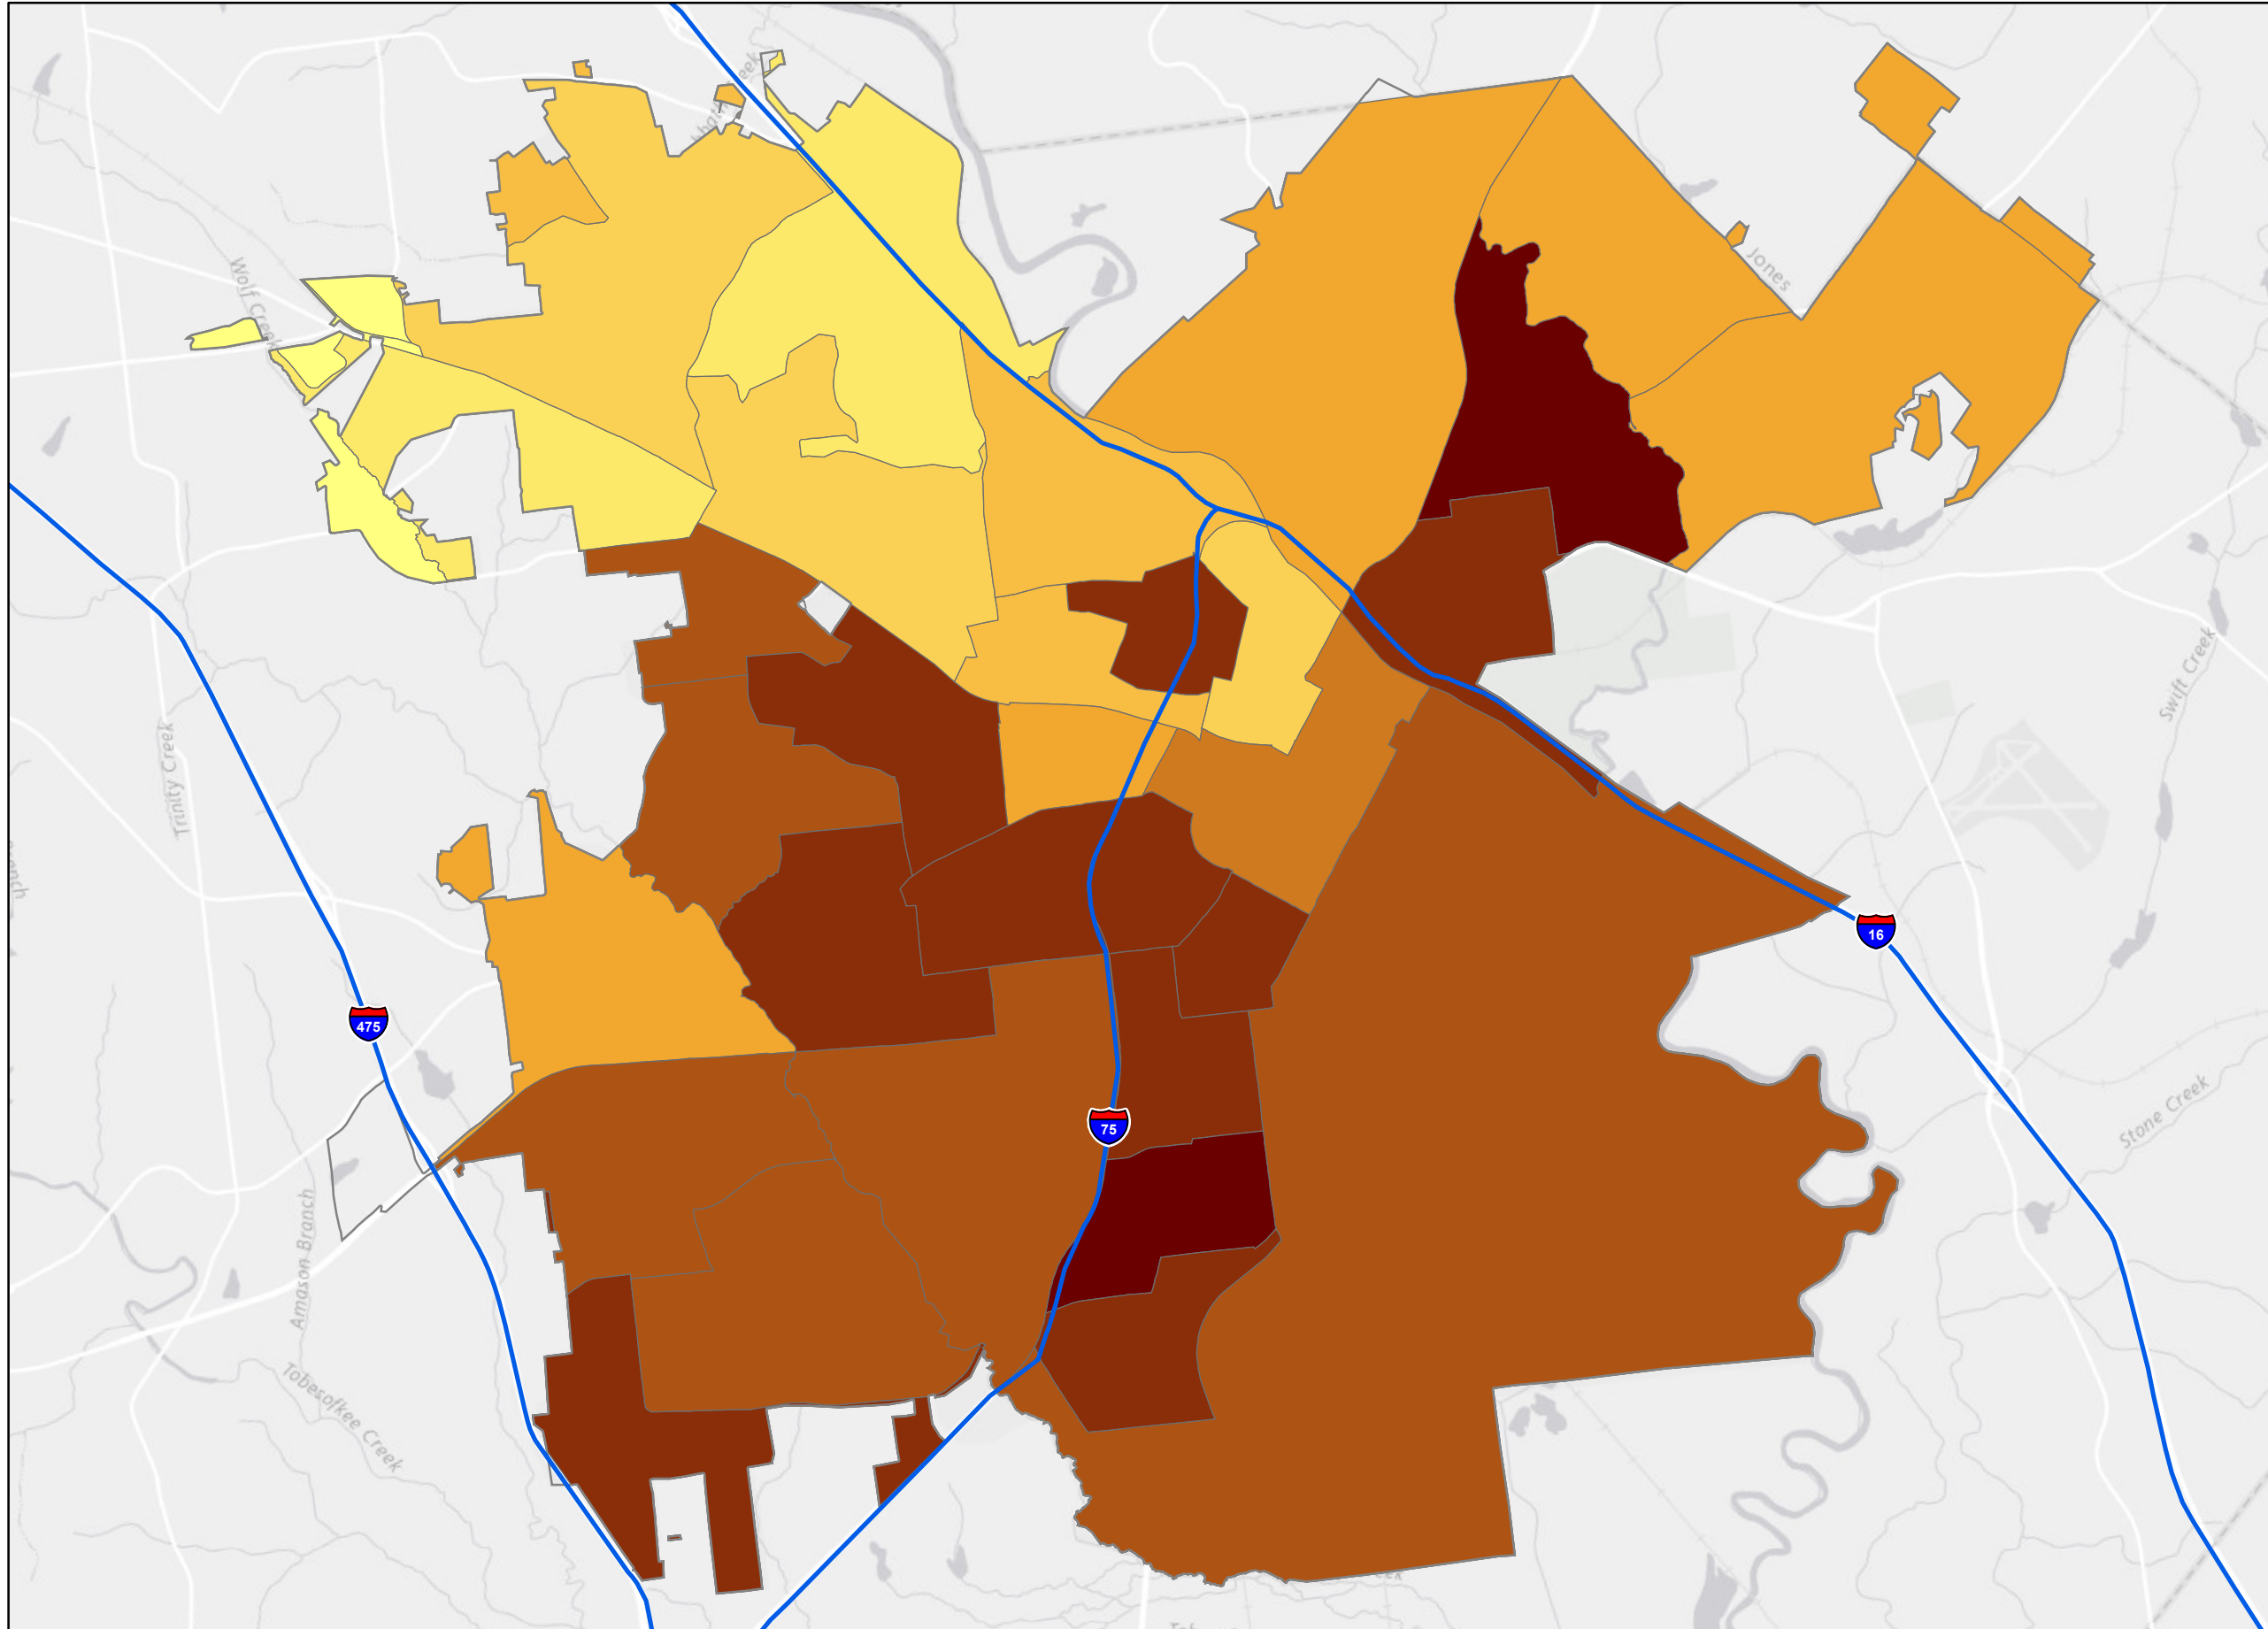 Wolf Creek
Jones
Swift Creek
Trinity Creek
16
475
75
Stone Creek
Amason Branch
Tobesofkee Creek